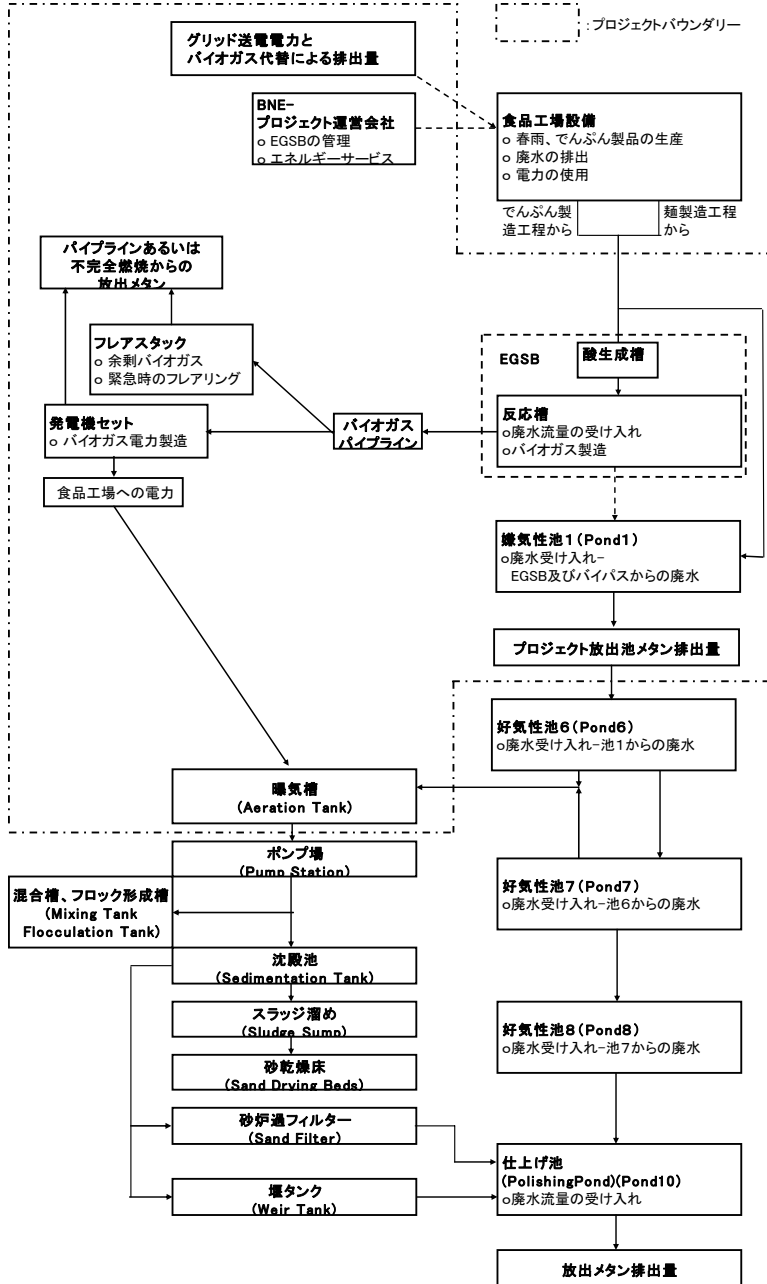 グリッド送電電力と
バイオガス代替による排出量
:プロジェクトバウンダリー
BNE-
プロジェクト運営会社
o EGSBの管理
o エネルギーサービス
食品工場設備
o 春雨、でんぷん製品の生産
o 廃水の排出
o 電力の使用
でんぷん製
造工程から
麺製造工程
から
パイプラインあるいは
不完全燃焼からの
放出メタン
フレアスタック
o 余剰バイオガス
o 緊急時のフレアリング
EGSB
酸生成槽
発電機セット
o バイオガス電力製造
バイオガス
パイプライン
反応槽
o廃水流量の受け入れ
oバイオガス製造
食品工場への電力
嫌気性池1(Pond1)
o廃水受け入れ-
EGSB及びバイパスからの廃水
プロジェクト放出池メタン排出量
好気性池6(Pond6)
o廃水受け入れ-池1からの廃水
曝気槽
(Aeration Tank)
ポンプ場
(Pump Station)
混合槽、フロック形成槽
(Mixing Tank
Flocculation Tank)
好気性池7(Pond7)
o廃水受け入れ-池6からの廃水
沈殿池
(Sedimentation Tank)
スラッジ溜め
(Sludge Sump)
好気性池8(Pond8)
o廃水受け入れ-池7からの廃水
砂乾燥床
(Sand Drying Beds)
砂炉過フィルター
(Sand Filter)
仕上げ池
(PolishingPond)(Pond10)
o廃水流量の受け入れ
堰タンク
(Weir Tank)
放出メタン排出量